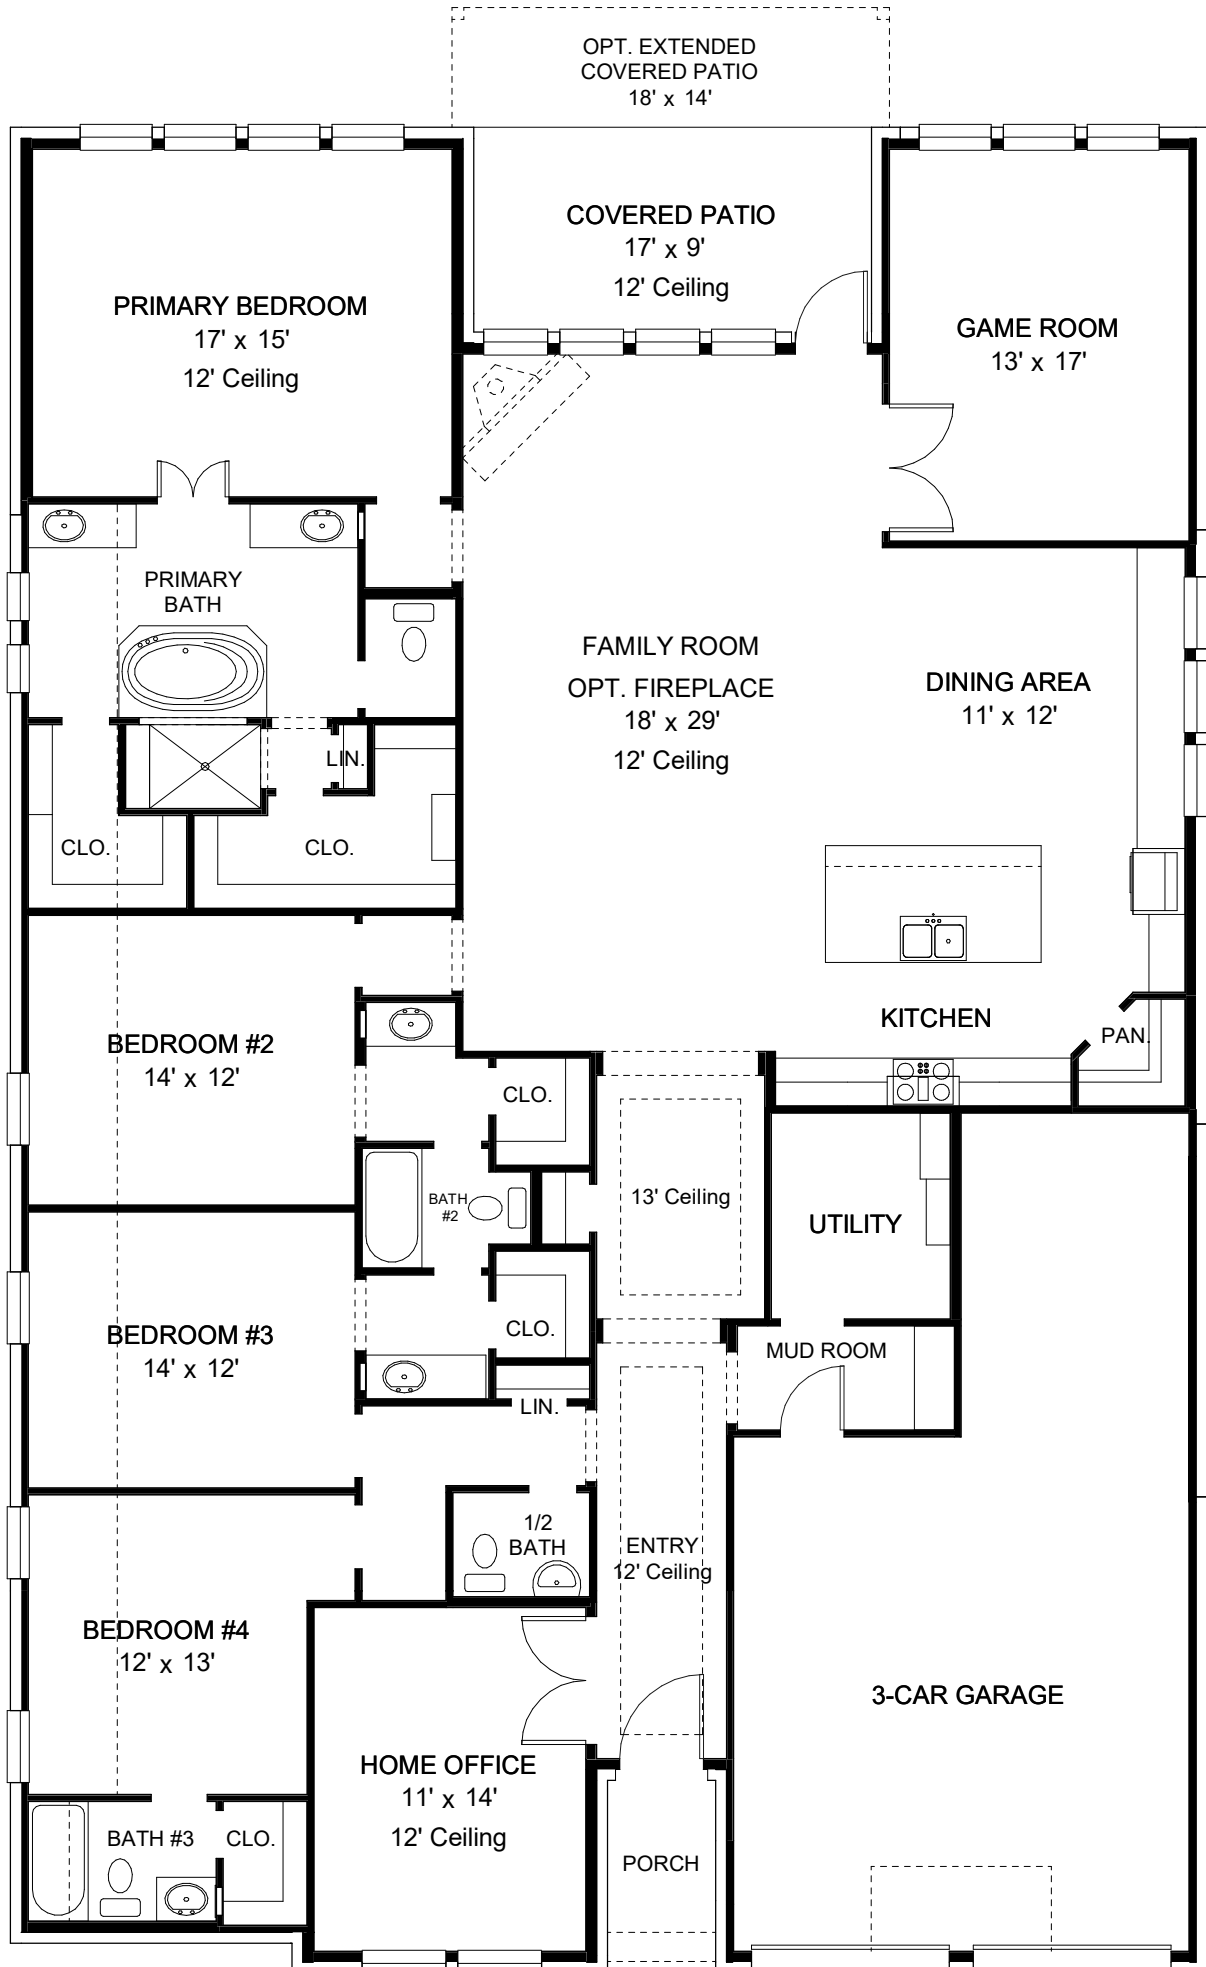 OPT. EXTENDED
COVERED PATIO
18' x 14'
COVERED PATIO
17' x 9'
12' Ceiling
PRIMARY BEDROOM
17' x 15'
12' Ceiling
GAME ROOM
13' x 17'
PRIMARY
BATH
FAMILY ROOM
OPT. FIREPLACE
18' x 29'
12' Ceiling
DINING AREA
11' x 12'
LIN.
CLO.
CLO.
KITCHEN
PAN.
BEDROOM #2
14' x 12'
CLO.
BATH
#2
13' Ceiling
UTILITY
BEDROOM #3
14' x 12'
CLO.
MUD ROOM
LIN.
1/2
BATH
ENTRY
12' Ceiling
BEDROOM #4
12' x 13'
3-CAR GARAGE
HOME OFFICE
11' x 14'
12' Ceiling
BATH #3
CLO.
PORCH